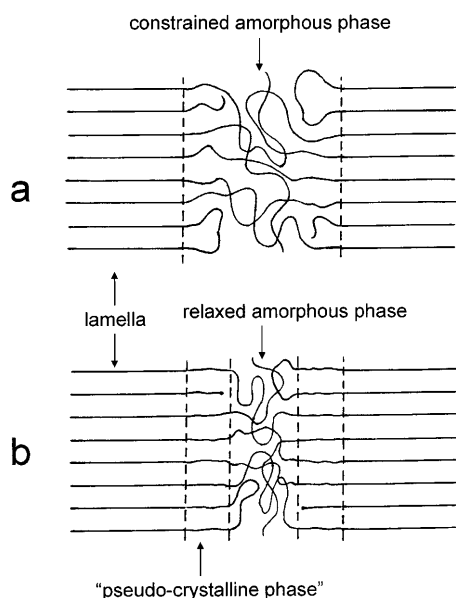 constrained amorphous phase
a
lamella
relaxed amorphous phase
b
“pseudo-crystalline phase”